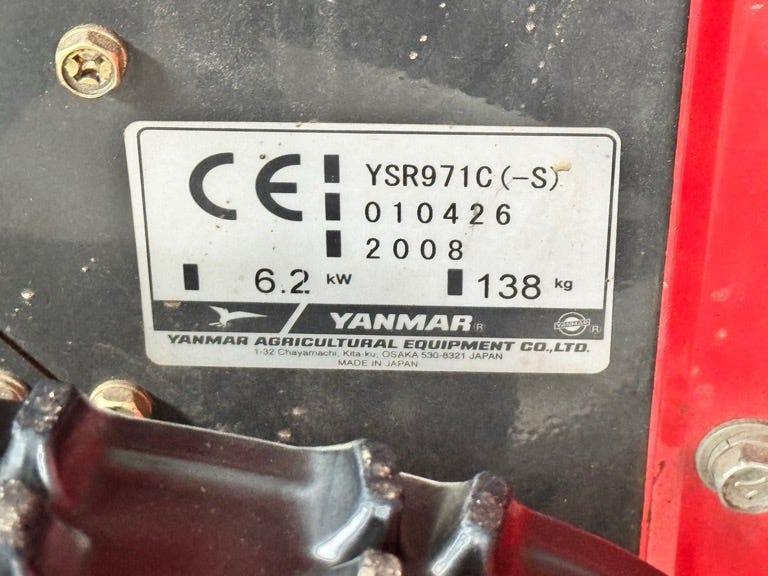 CE YSR971C(-S)
010426
2008
6.2 kW 138 kg
YANMAR ® YANMAR ®
YANMAR AGRICULTURAL EQUIPMENT CO.,LTD.
1-32 Chayamachi, Kita-ku, OSAKA 530-8321 JAPAN
MADE IN JAPAN